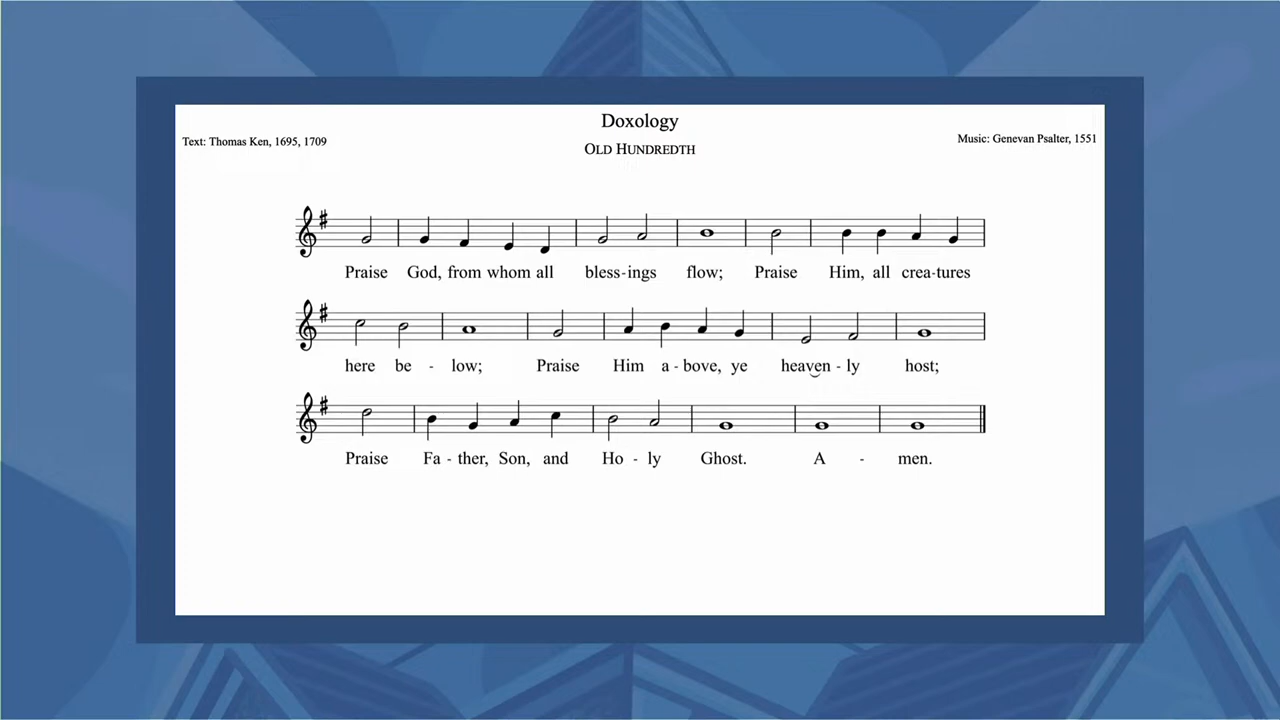 Doxology
Text: Thomas Ken, 1695, 1709
OLD HUNDREDTH
Music: Genevan Psalter, 1551
Praise God, from whom all bless-ings flow; Praise Him, all crea-tures
here be - low; Praise Him a - bove, ye heaven - ly host;
Praise Fa - ther, Son, and Ho - ly Ghost. A - men.